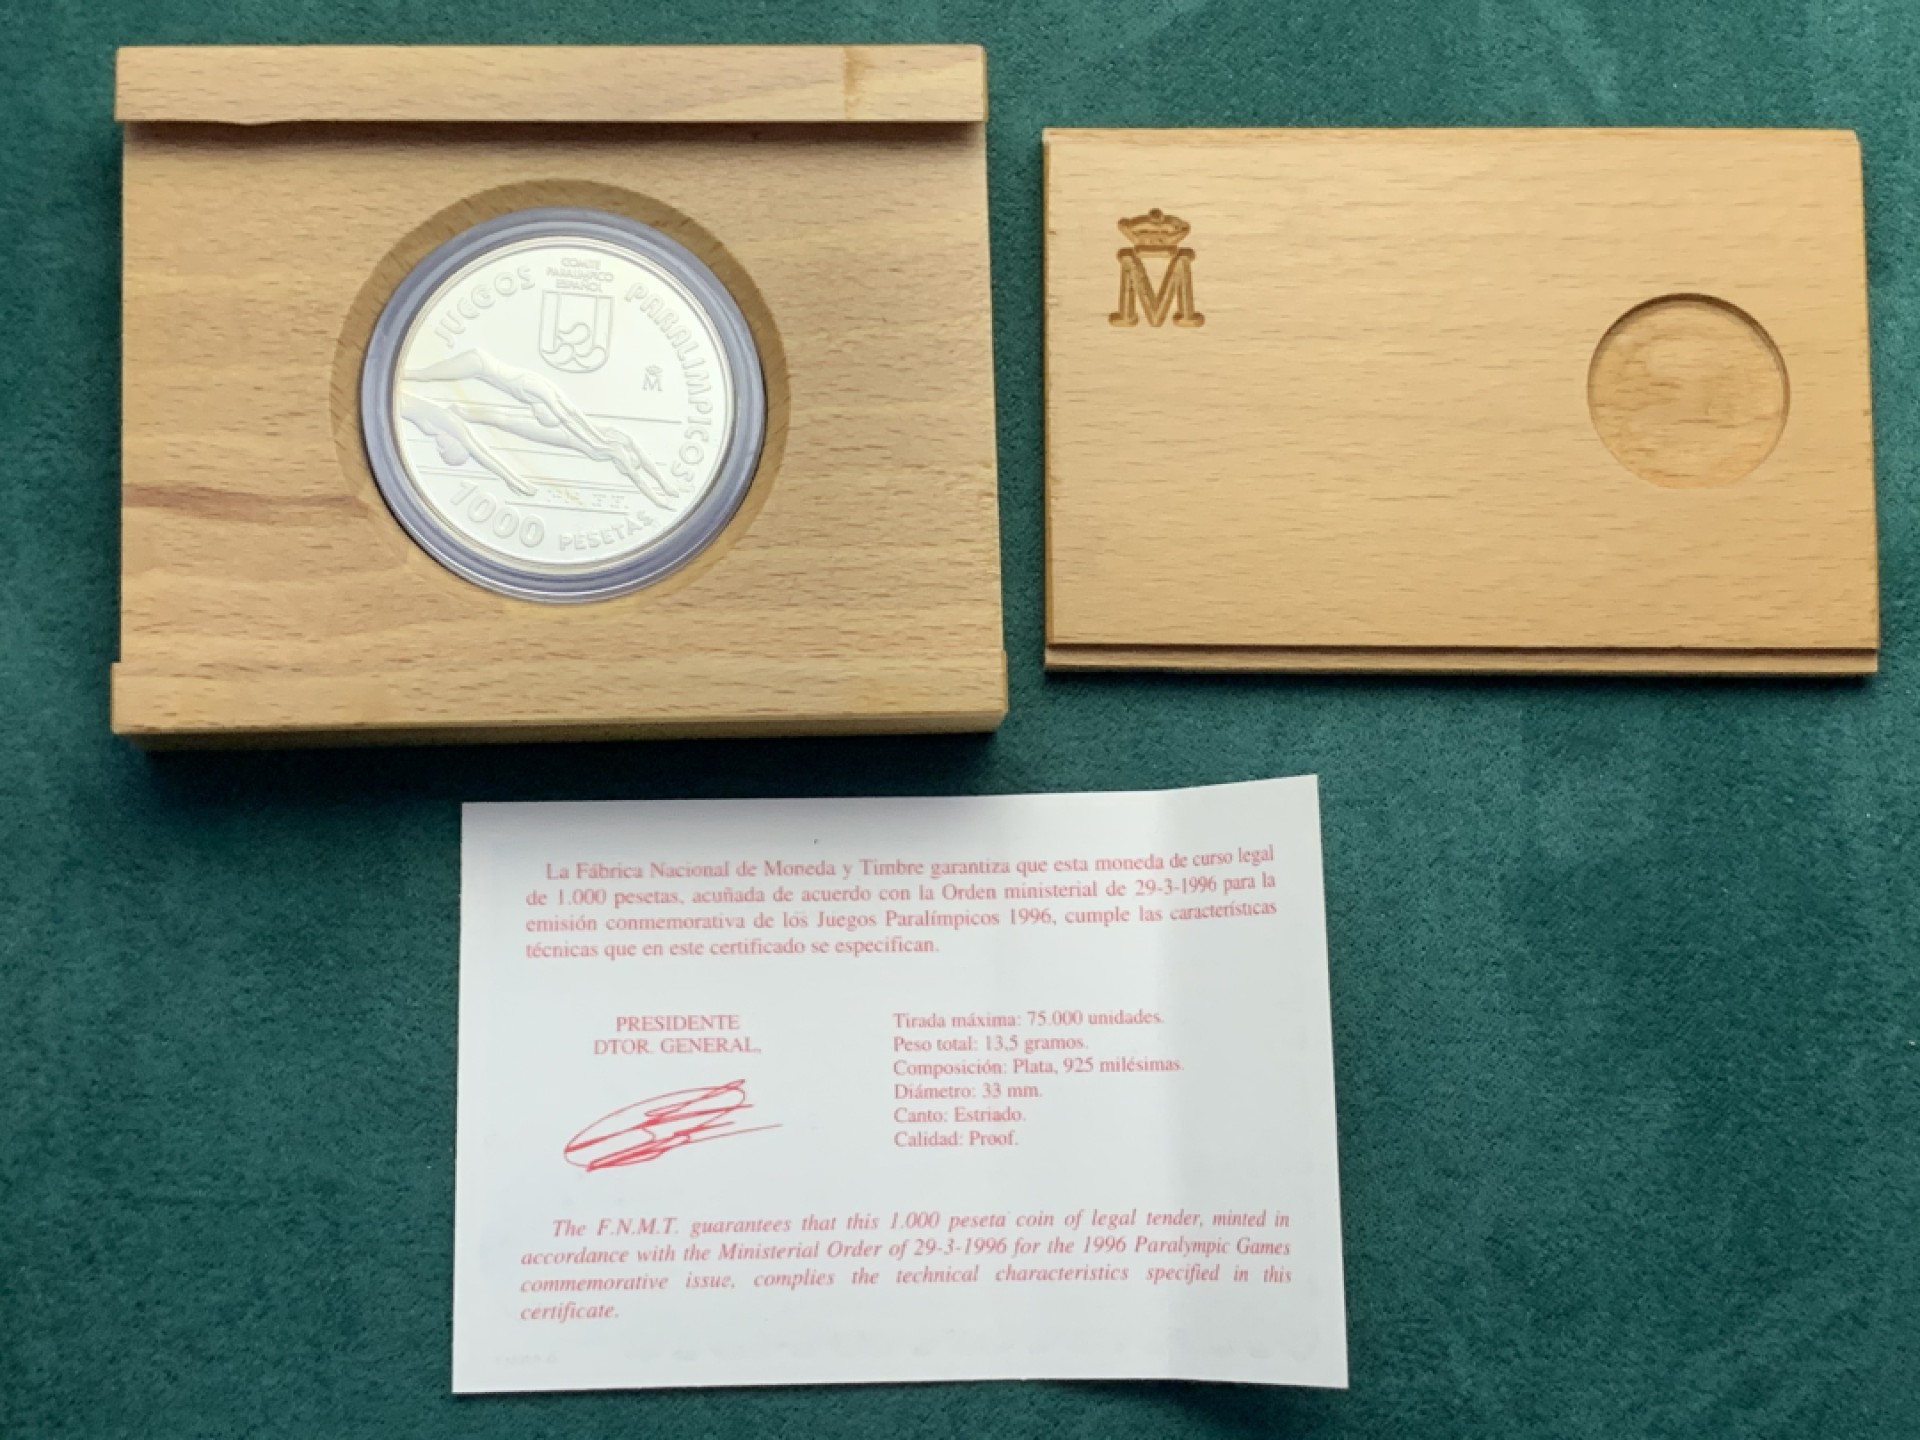 COMITE
PARALIMPICO
ESPAÑOL
JUEGOS PARALIMPICOS
M
1000 PESETAS
M
La Fábrica Nacional de Moneda y Timbre garantiza que esta moneda de curso legal
de 1.000 pesetas, acuñada de acuerdo con la Orden ministerial de 29-3-1996 para la
emisión conmemorativa de los Juegos Paralímpicos 1996, cumple las características
técnicas que en este certificado se especifican.
PRESIDENTE
DTOR. GENERAL,
Tirada máxima: 75.000 unidades.
Peso total: 13,5 gramos.
Composición: Plata, 925 milésimas.
Diámetro: 33 mm.
Canto: Estriado.
Calidad: Proof.
The F.N.M.T. guarantees that this 1.000 peseta coin of legal tender, minted in
accordance with the Ministerial Order of 29-3-1996 for the 1996 Paralympic Games
commemorative issue, complies the technical characteristics specified in this
certificate.